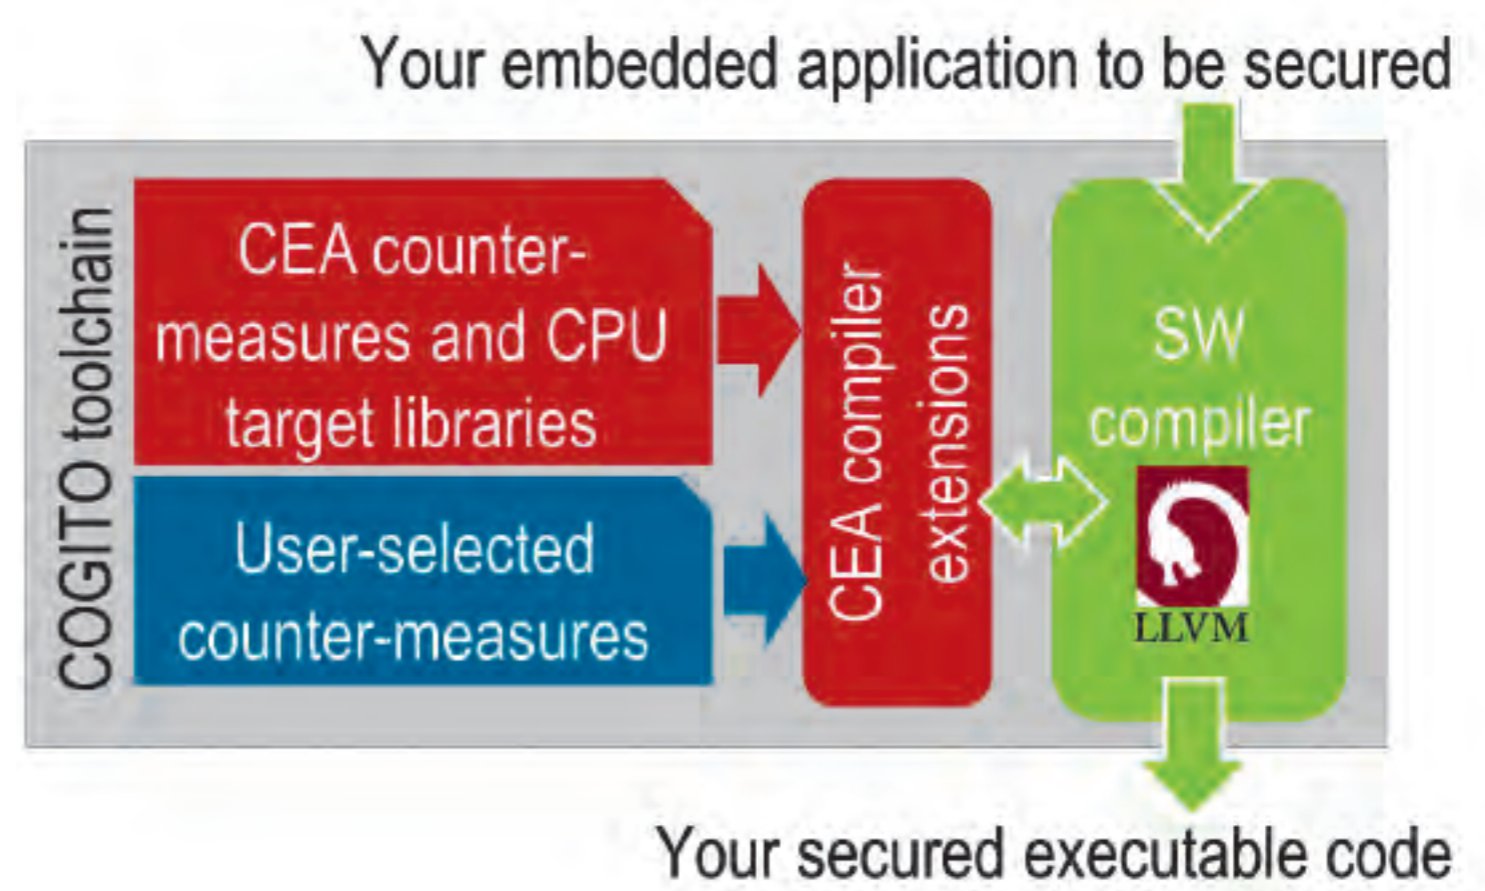 Your embedded application to be secured
COGITO toolchain
CEA counter-
measures and CPU
target libraries
User-selected
counter-measures
CEA compiler
extensions
SW
compiler
LLVM
Your secured executable code